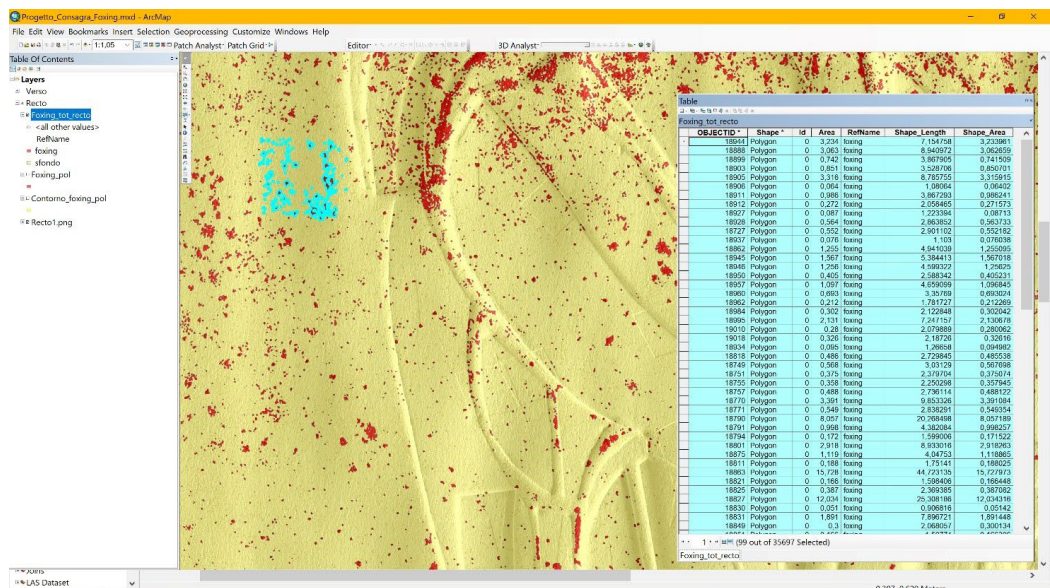 Progetto_Consagra_Foxing.mxd - ArcMap
File Edit View Bookmarks Insert Selection Geoprocessing Customize Windows Help
1:1,05 Patch Analyst Patch Grid Editor 3D Analyst
Table Of Contents
Layers
Verso
Recto
Foxing_tot_recto
<all other values>
RefName
foxing
sfondo
Foxing_pol
Contorno_foxing_pol
Recto1.png
LAS Dataset
Table
Foxing_tot_recto
OBJECTID * Shape * Id Area RefName Shape_Length Shape_Area
18944 Polygon 0 3,234 foxing 7,154758 3,233961
18888 Polygon 0 3,063 foxing 8,940972 3,062659
18899 Polygon 0 0,742 foxing 3,867905 0,741509
18903 Polygon 0 0,851 foxing 3,528706 0,850701
18905 Polygon 0 3,316 foxing 8,785755 3,315915
18906 Polygon 0 0,064 foxing 1,08064 0,06402
18911 Polygon 0 0,986 foxing 3,867293 0,986241
18912 Polygon 0 0,272 foxing 2,058465 0,271573
18927 Polygon 0 0,087 foxing 1,223394 0,08713
18928 Polygon 0 0,564 foxing 2,863852 0,563733
18727 Polygon 0 0,552 foxing 2,901102 0,552182
18937 Polygon 0 0,076 foxing 1,103 0,076038
18862 Polygon 0 1,255 foxing 4,941039 1,255095
18945 Polygon 0 1,567 foxing 5,384413 1,567018
18946 Polygon 0 1,256 foxing 4,599322 1,25625
18950 Polygon 0 0,405 foxing 2,588342 0,405231
18957 Polygon 0 1,097 foxing 4,659099 1,096845
18960 Polygon 0 0,693 foxing 3,35769 0,693024
18962 Polygon 0 0,212 foxing 1,781727 0,212269
18984 Polygon 0 0,302 foxing 2,122848 0,302042
18995 Polygon 0 2,131 foxing 7,247157 2,130678
19010 Polygon 0 0,28 foxing 2,079889 0,280062
19018 Polygon 0 0,326 foxing 2,18726 0,32616
18934 Polygon 0 0,095 foxing 1,26658 0,094982
18818 Polygon 0 0,486 foxing 2,729845 0,485538
18749 Polygon 0 0,568 foxing 3,03129 0,567698
18751 Polygon 0 0,375 foxing 2,379704 0,375074
18755 Polygon 0 0,358 foxing 2,250298 0,357945
18757 Polygon 0 0,488 foxing 2,736114 0,488122
18770 Polygon 0 3,391 foxing 9,853326 3,391084
18771 Polygon 0 0,549 foxing 2,838291 0,549354
18790 Polygon 0 8,057 foxing 20,268498 8,057189
18791 Polygon 0 0,998 foxing 4,382084 0,998257
18794 Polygon 0 0,172 foxing 1,599006 0,171522
18801 Polygon 0 2,918 foxing 8,933016 2,918263
18875 Polygon 0 1,119 foxing 4,04753 1,118865
18811 Polygon 0 0,188 foxing 1,75141 0,188025
18863 Polygon 0 15,728 foxing 44,723135 15,727973
18821 Polygon 0 0,166 foxing 1,598406 0,166448
18825 Polygon 0 0,387 foxing 2,369385 0,387082
18827 Polygon 0 12,034 foxing 25,308186 12,034316
18830 Polygon 0 0,051 foxing 0,906816 0,05142
18831 Polygon 0 1,891 foxing 7,896721 1,891448
18849 Polygon 0 0,3 foxing 2,068057 0,300134
1 (99 out of 35697 Selected)
Foxing_tot_recto